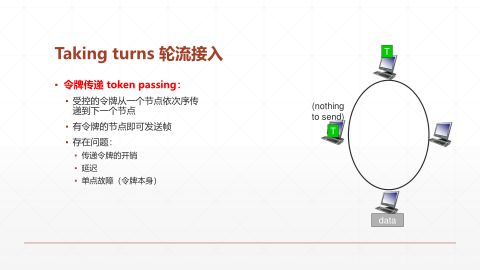 Taking turns 轮流接入
令牌传递 token passing：
受控的令牌从一个节点依次序传
递到下一个节点
有令牌的节点即可发送帧
存在问题：
传递令牌的开销
延迟
单点故障（令牌本身）
T
(nothing
to send)
T
data